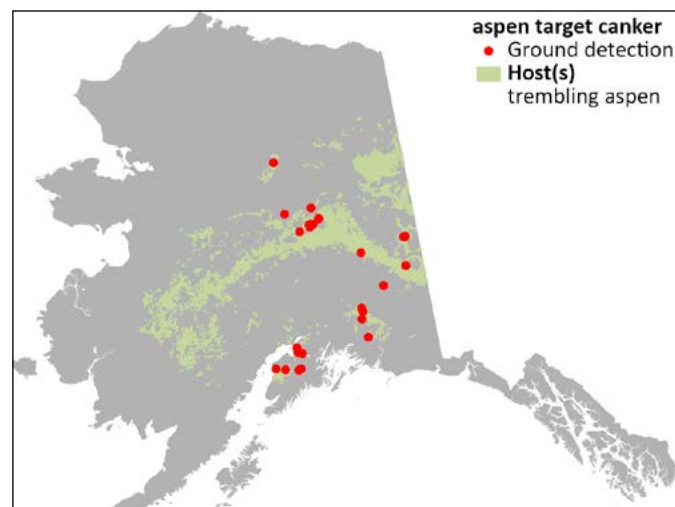 aspen target canker
Ground detection
Host(s)
trembling aspen